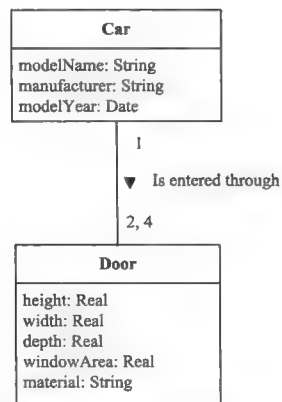 Car
modelName: String
manufacturer: String
modelYear: Date
1
Is entered through
2, 4
Door
height: Real
width: Real
depth: Real
windowArea: Real
material: String